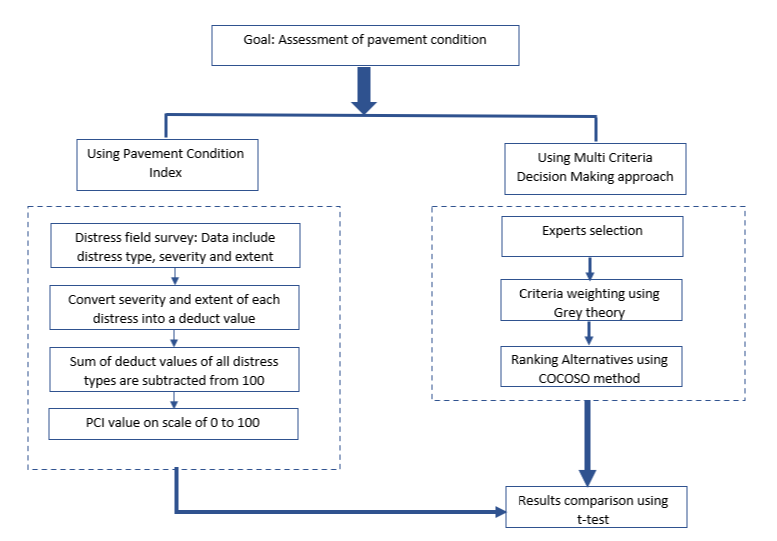 Goal: Assessment of pavement condition
Using Pavement Condition
Index
Using Multi Criteria
Decision Making approach
Distress field survey: Data include
distress type, severity and extent
Convert severity and extent of each
distress into a deduct value
Sum of deduct values of all distress
types are subtracted from 100
PCI value on scale of 0 to 100
Experts selection
Criteria weighting using
Grey theory
Ranking Alternatives using
COCOSO method
Results comparison using
t-test